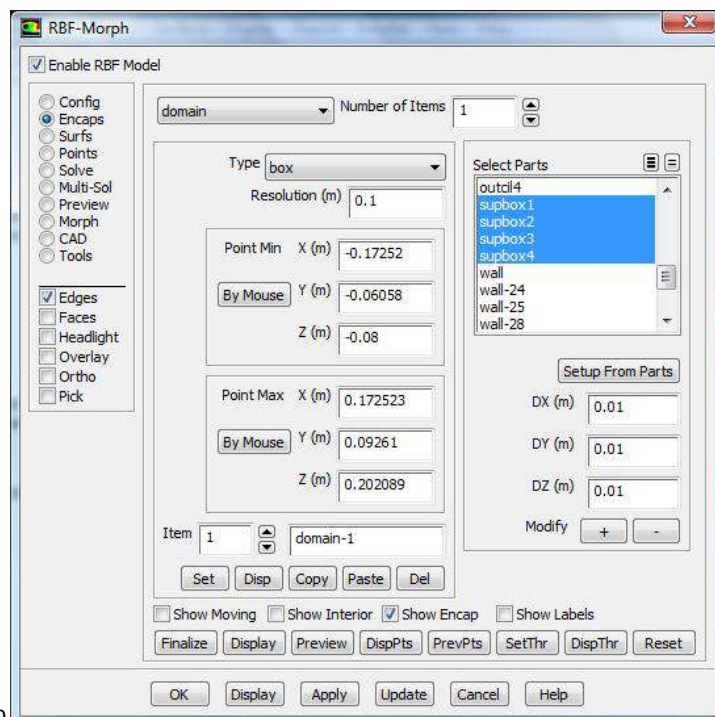 RBF-Morph
Enable RBF Model
Config
Encaps
Surfs
Points
Solve
Multi-Sol
Preview
Morph
CAD
Tools
Edges
Faces
Headlight
Overlay
Ortho
Pick
domain Number of Items 1
Type box
Resolution (m) 0.1
Point Min X (m) -0.17252
By Mouse Y (m) -0.06058
Z (m) -0.08
Point Max X (m) 0.172523
By Mouse Y (m) 0.09261
Z (m) 0.202089
Item 1 domain-1
Set Disp Copy Paste Del
Select Parts
outcil4
supbox1
supbox2
supbox3
supbox4
wall
wall-24
wall-25
wall-28
Setup From Parts
DX (m) 0.01
DY (m) 0.01
DZ (m) 0.01
Modify + -
Show Moving Show Interior Show Encap Show Labels
Finalize Display Preview DispPts PrevPts SetThr DispThr Reset
OK Display Apply Update Cancel Help